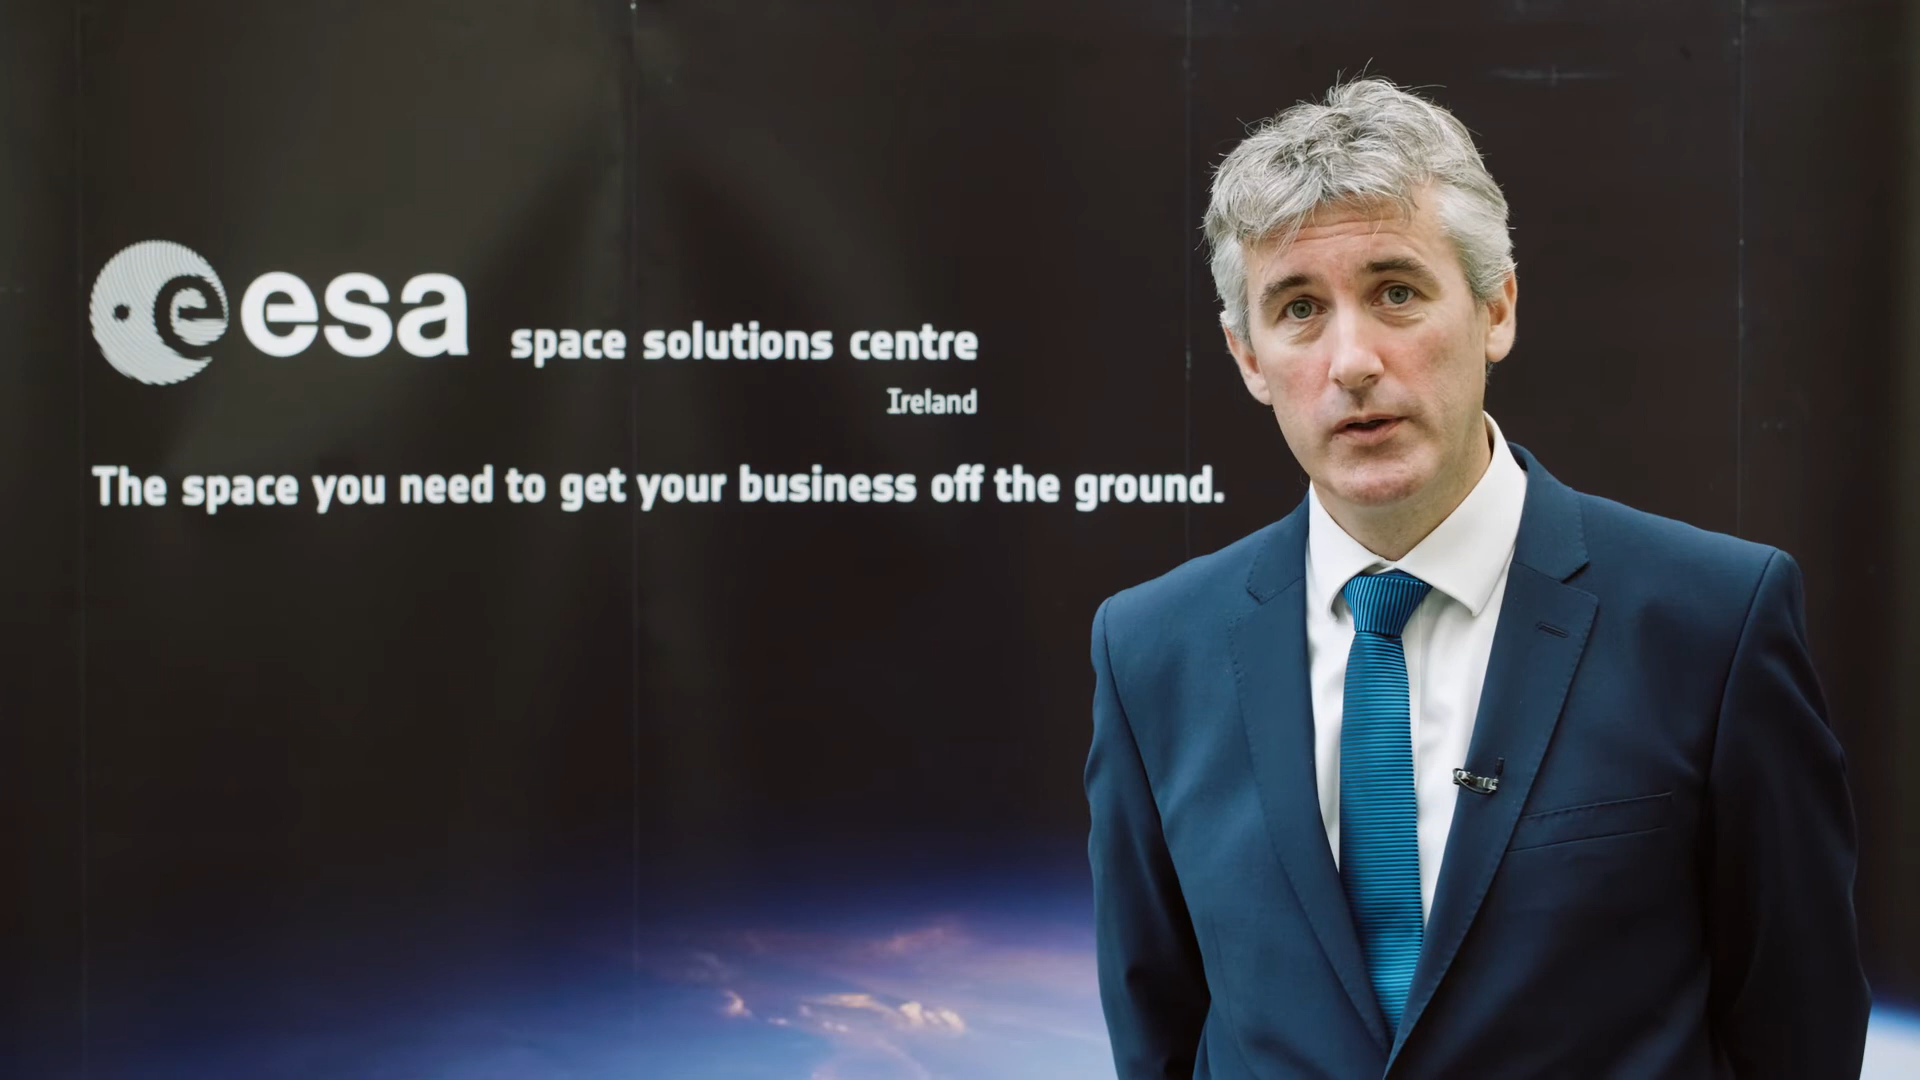 esa space solutions centre
Ireland
The space you need to get your business off the ground.